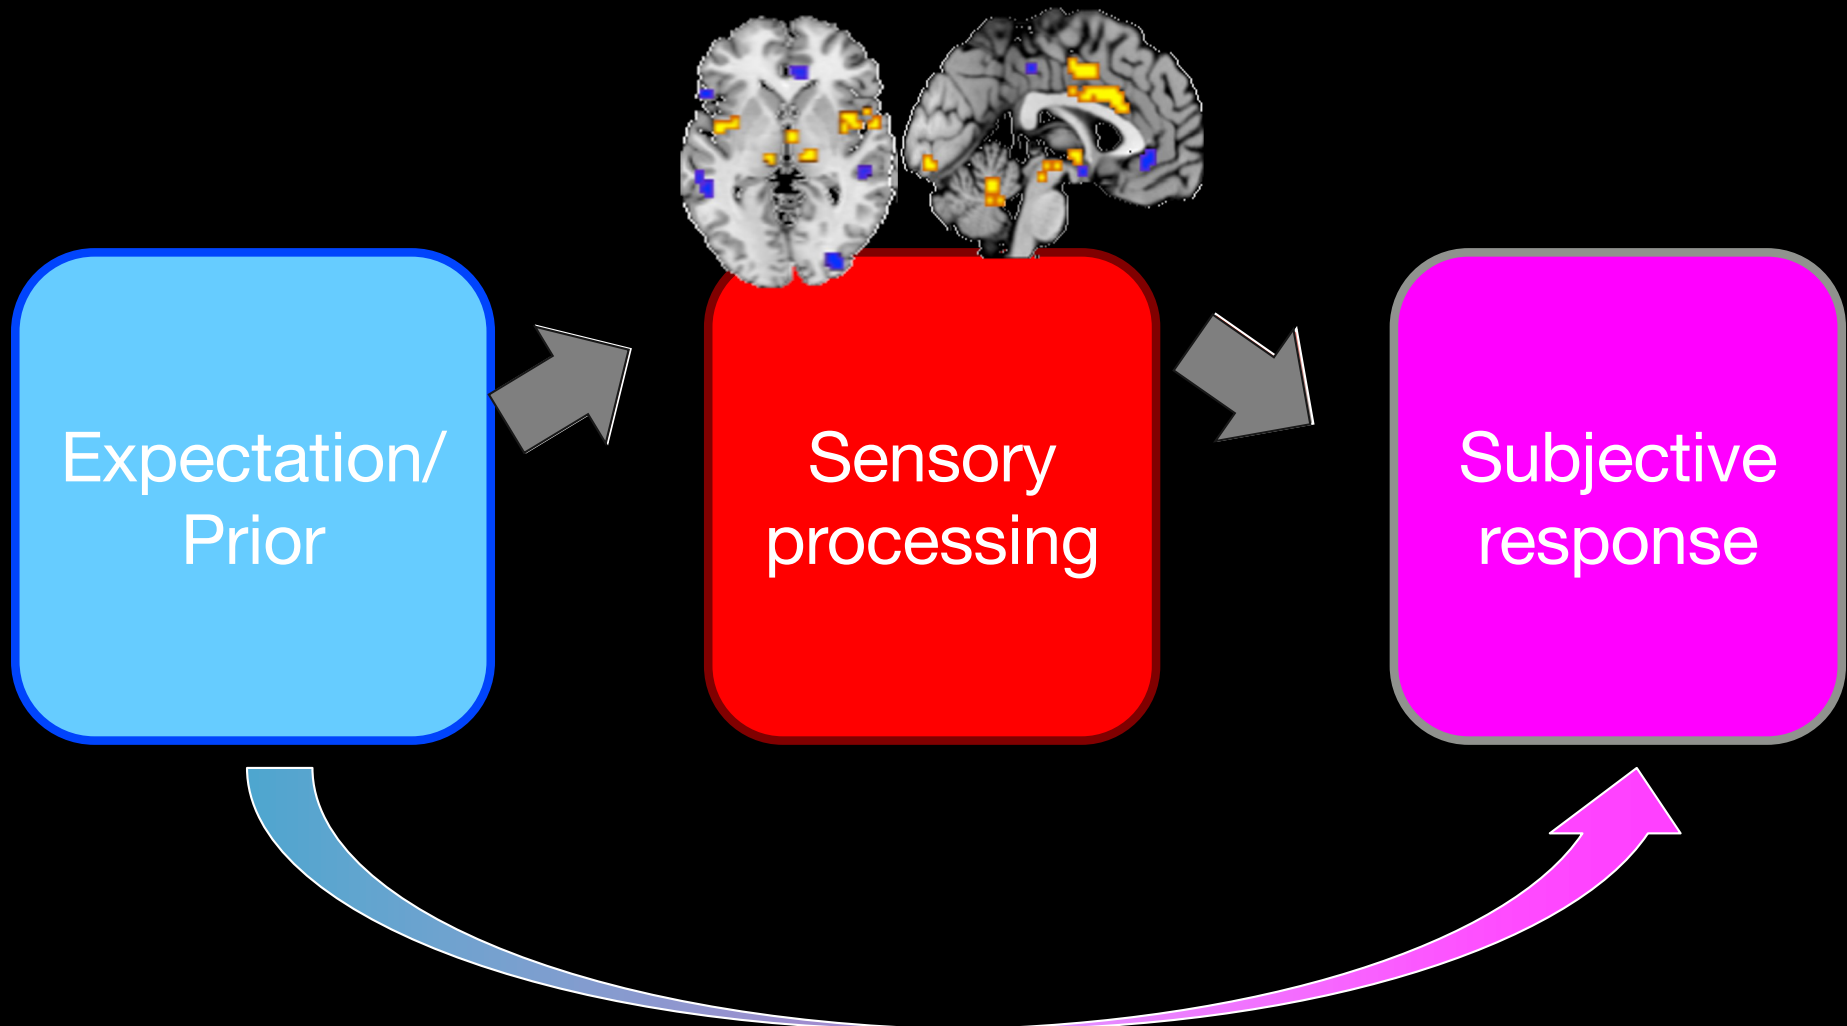 Expectation/
Prior
Sensory
processing
Subjective
response